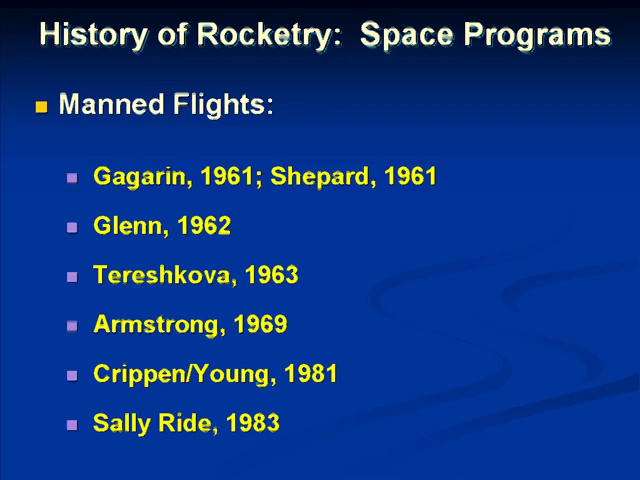 History of Rocketry: Space Programs
Manned Flights:
Gagarin, 1961; Shepard, 1961
Glenn, 1962
Tereshkova, 1963
Armstrong, 1969
Crippen/Young, 1981
Sally Ride, 1983